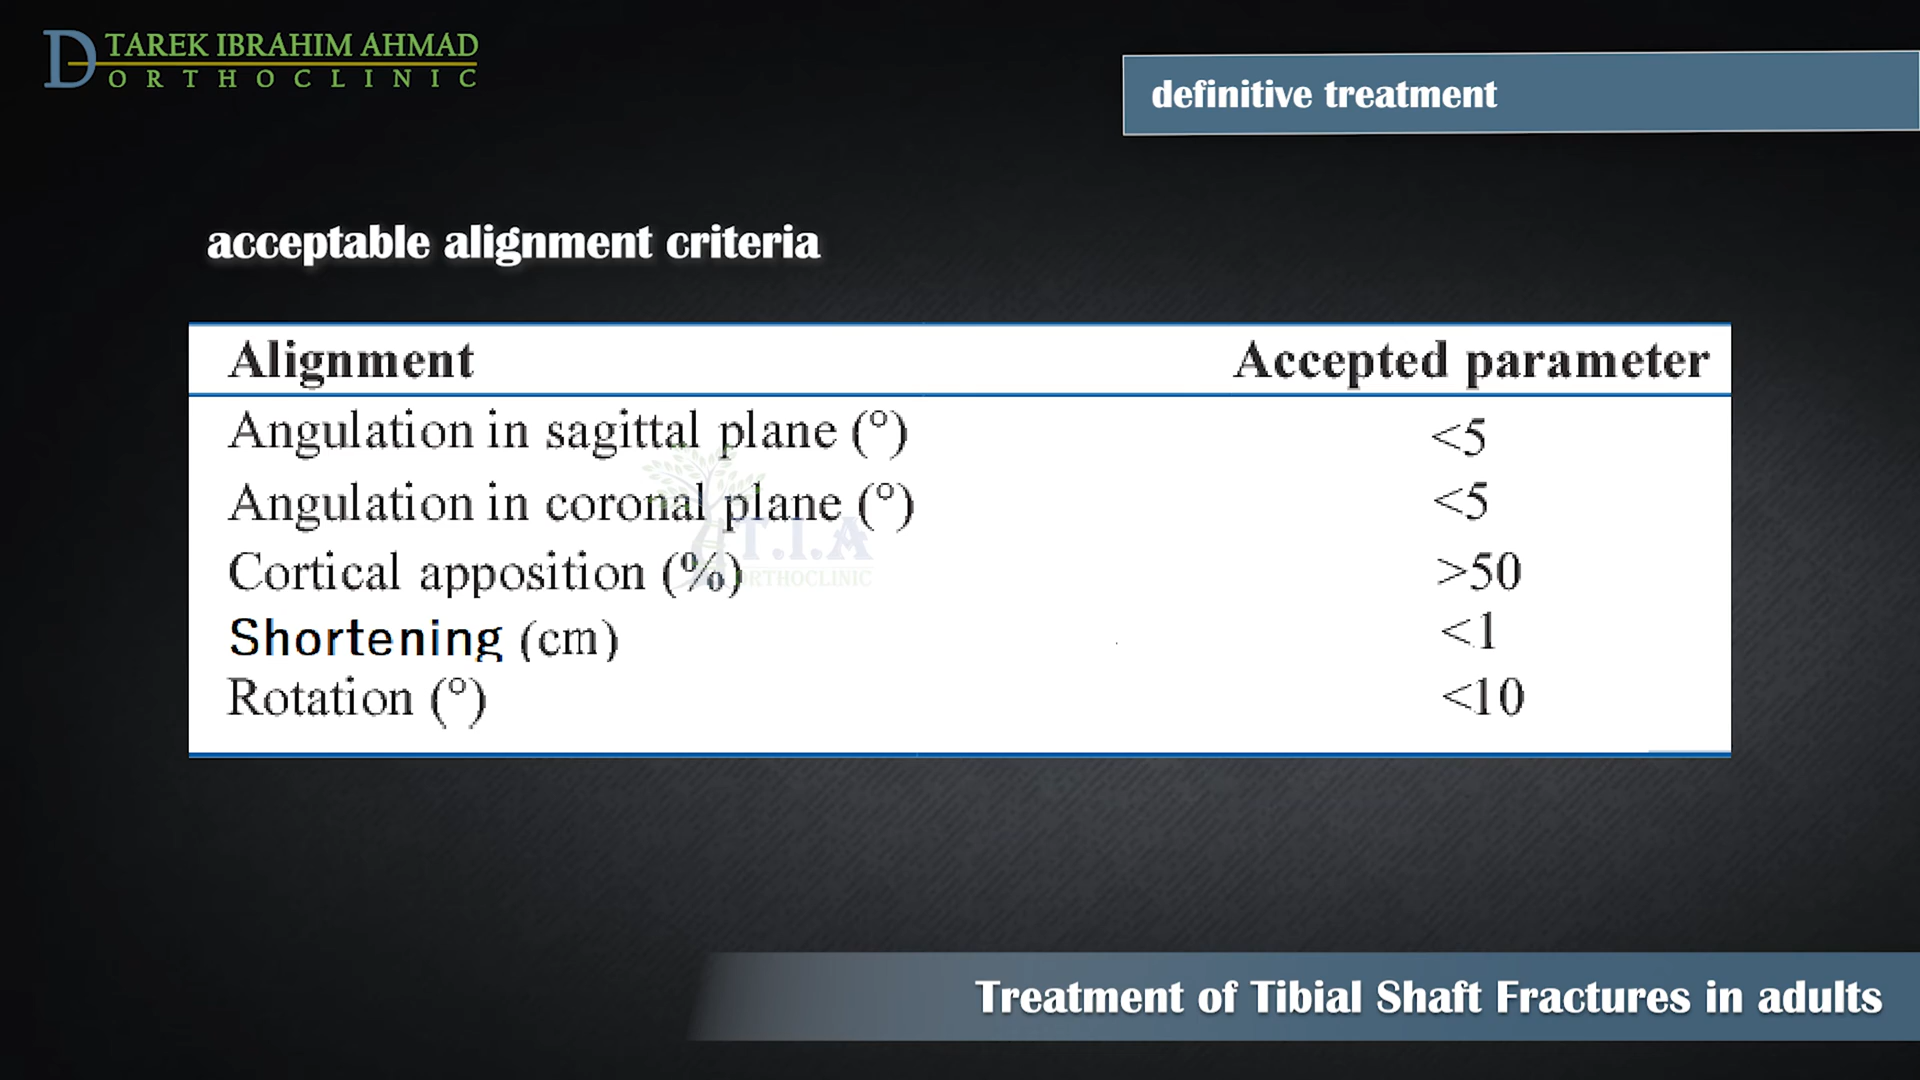 D TAREK IBRAHIM AHMAD
ORTHOCLINIC
definitive treatment
acceptable alignment criteria
Alignment Accepted parameter
Angulation in sagittal plane (°) <5
Angulation in coronal plane (°) <5
Cortical apposition (%) >50
Shortening (cm) <1
Rotation (°) <10
T.I.A
ORTHOCLINIC
Treatment of Tibial Shaft Fractures in adults